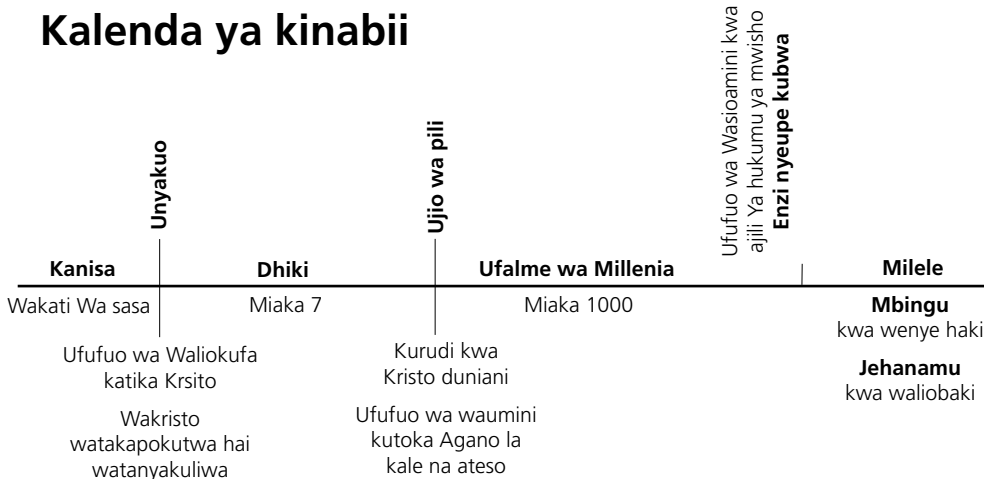 Kalenda ya kinabii
Unyakuo
Ujio wa pili
Ufufuo wa Wasioamini kwa
ajili Ya hukumu ya mwisho
Enzi nyeupe kubwa
Kanisa
Dhiki
Ufalme wa Millenia
Milele
Wakati Wa sasa
Miaka 7
Miaka 1000
Mbingu
kwa wenye haki
Jehanamu
kwa waliobaki
Ufufuo wa Waliokufa
katika Krsito
Wakristo
watakapokutwa hai
watanyakuliwa
Kurudi kwa
Kristo duniani
Ufufuo wa waumini
kutoka Agano la
kale na ateso